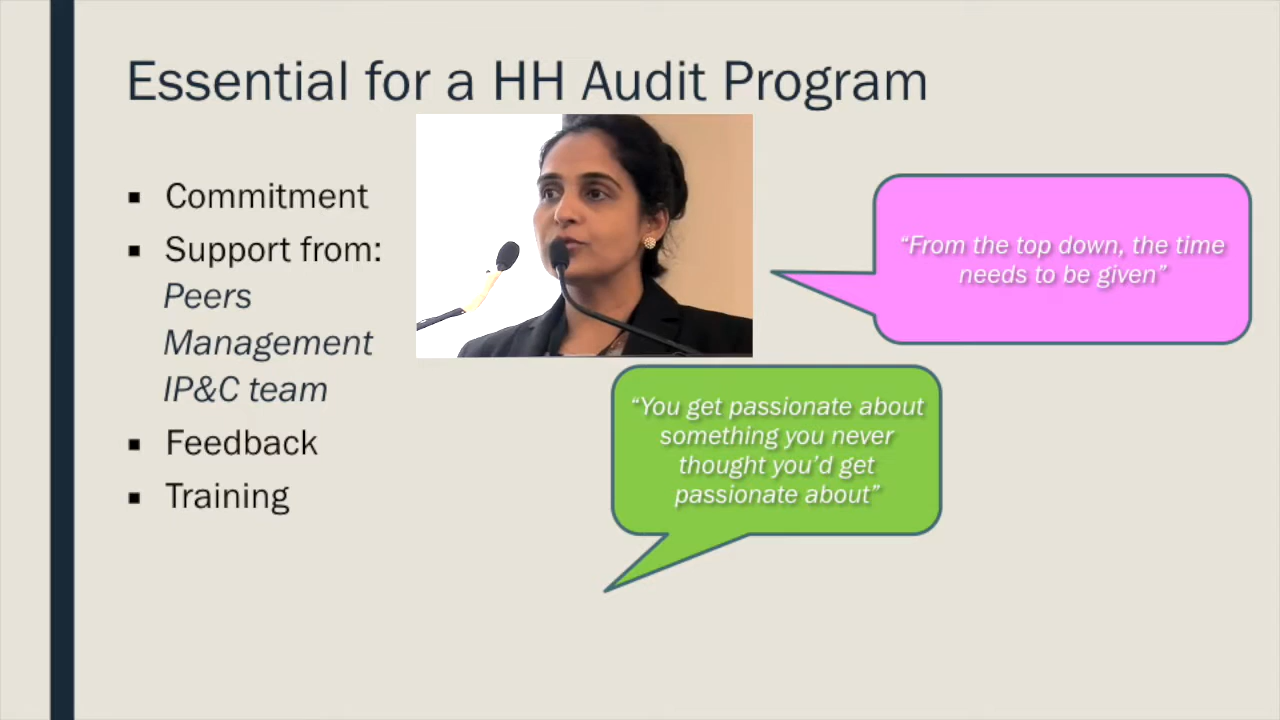 Essential for a HH Audit Program
▪ Commitment
▪ Support from:
Peers
Management
IP&C team
▪ Feedback
▪ Training
“From the top down, the time
needs to be given”
“You get passionate about
something you never
thought you’d get
passionate about”